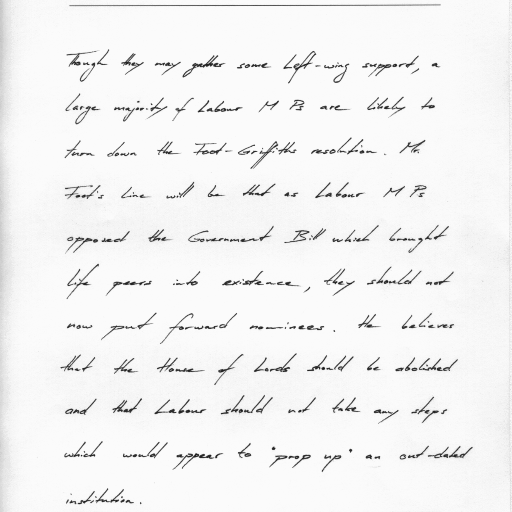 Though they may gather some Left-wing support, a
large majority of Labour M Ps are likely to
turn down the Foot-Griffiths resolution. Mr.
Foot's line will be that as Labour M Ps
opposed the Government Bill which brought
life peers into existence, they should not
now put forward nominees. He believes
that the House of Lords should be abolished
and that Labour should not take any steps
which would appear to "prop up" an out-dated
institution.